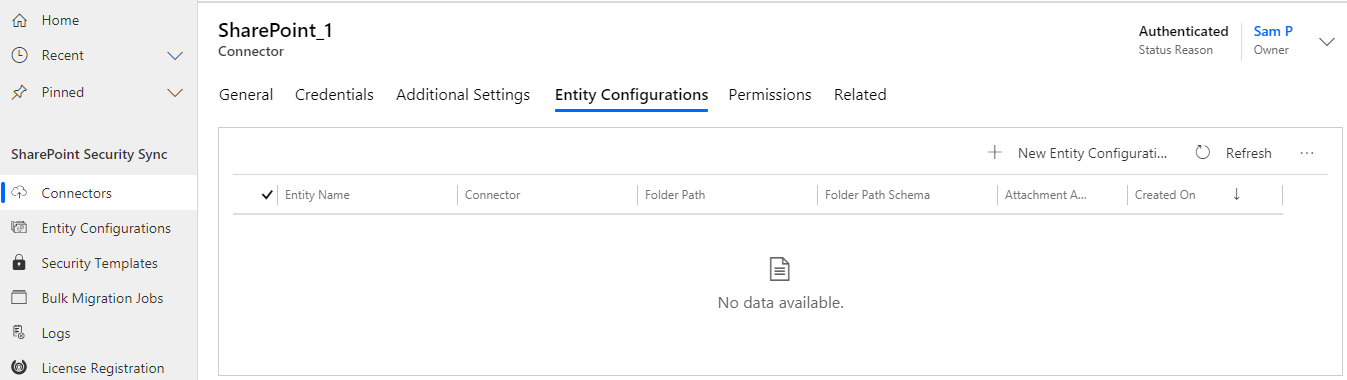 Home
Recent
Pinned
SharePoint Security Sync
Connectors
Entity Configurations
Security Templates
Bulk Migration Jobs
Logs
License Registration
SharePoint_1
Connector
Authenticated
Status Reason
Sam P
Owner
General Credentials Additional Settings Entity Configurations Permissions Related
New Entity Configurati... Refresh
Entity Name Connector Folder Path Folder Path Schema Attachment A... Created On
No data available.